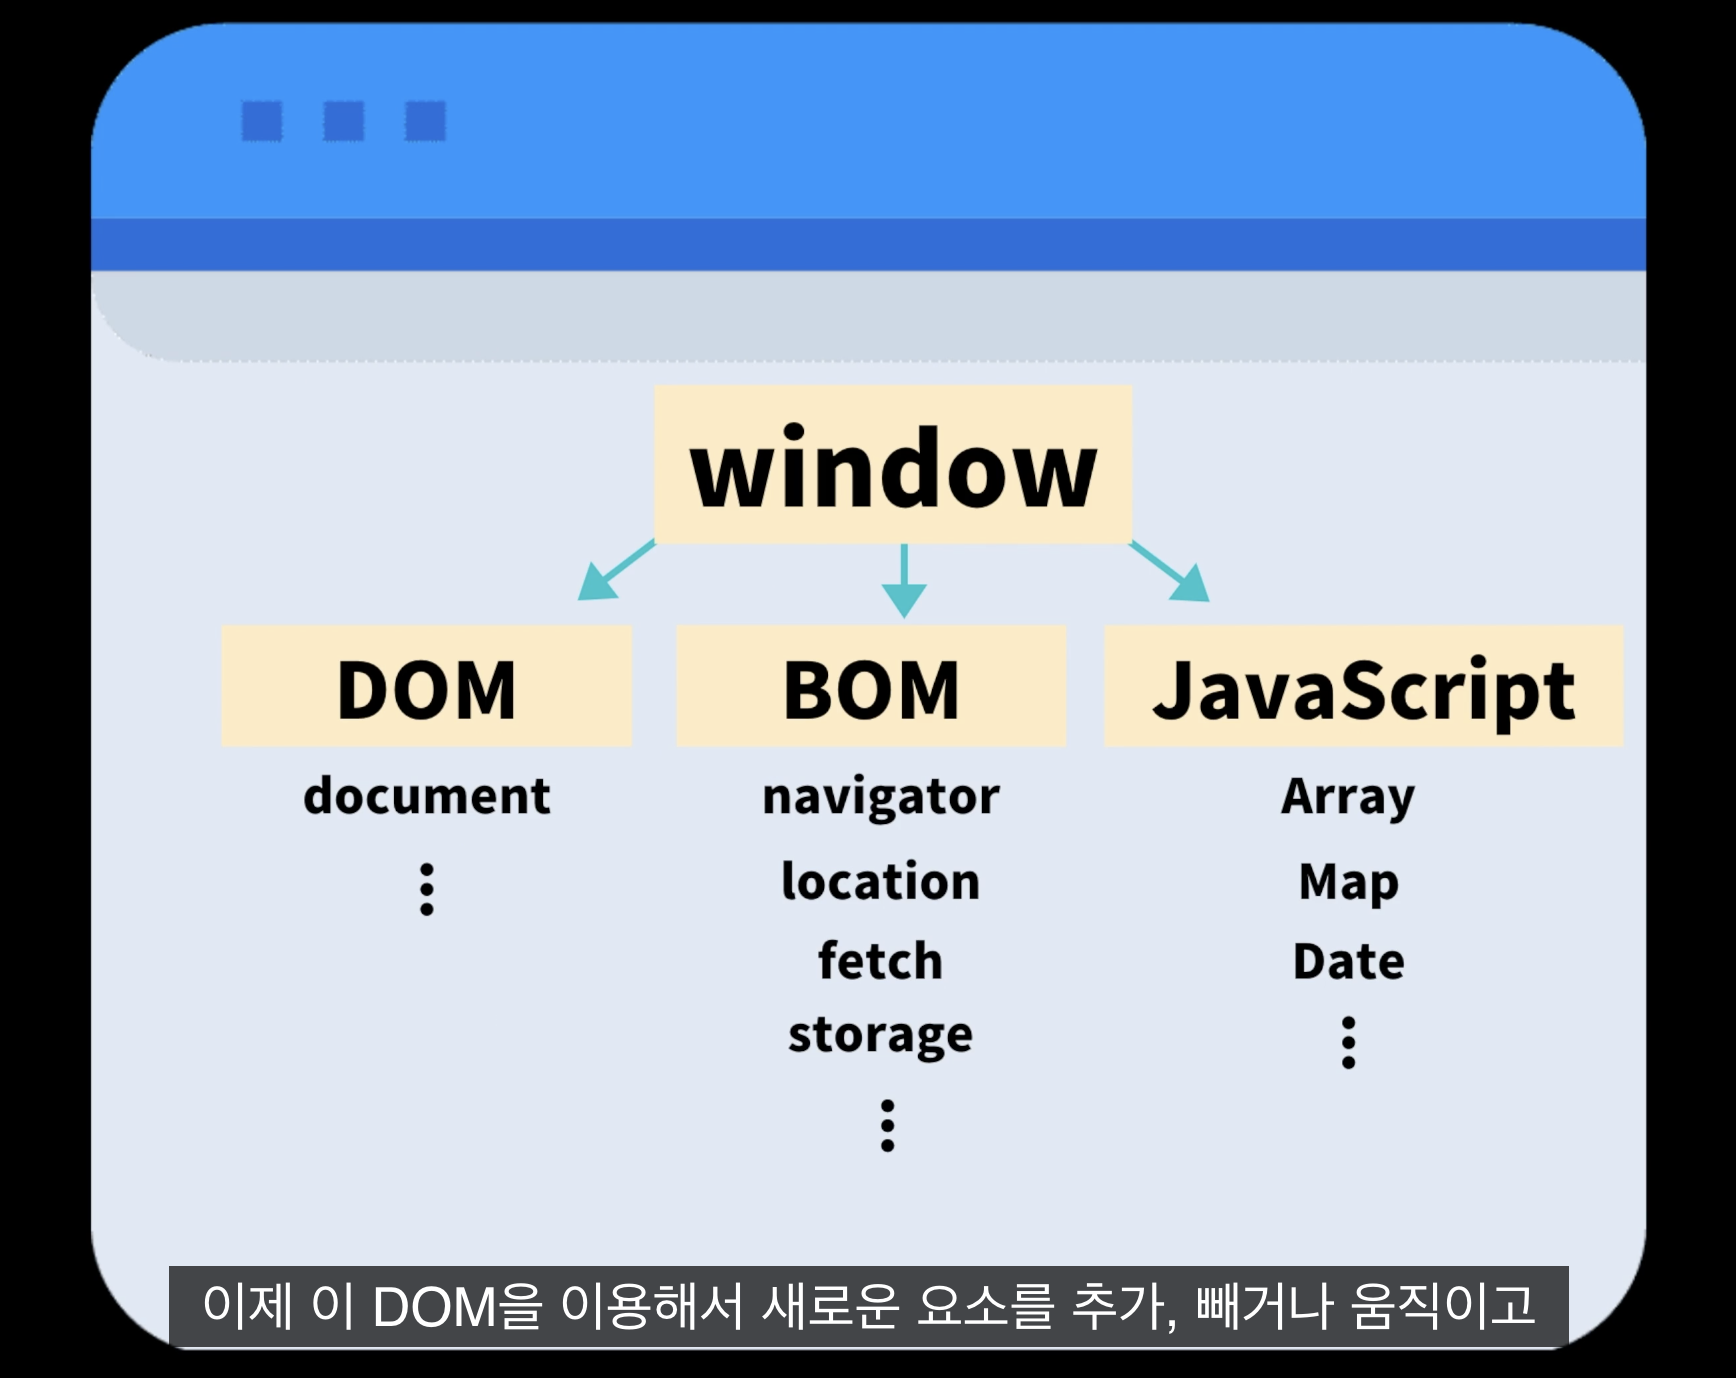 window
DOM
document
BOM
navigator
location
fetch
storage
JavaScript
Array
Map
Date
이제 이 DOM을 이용해서 새로운 요소를 추가, 빼거나 움직이고